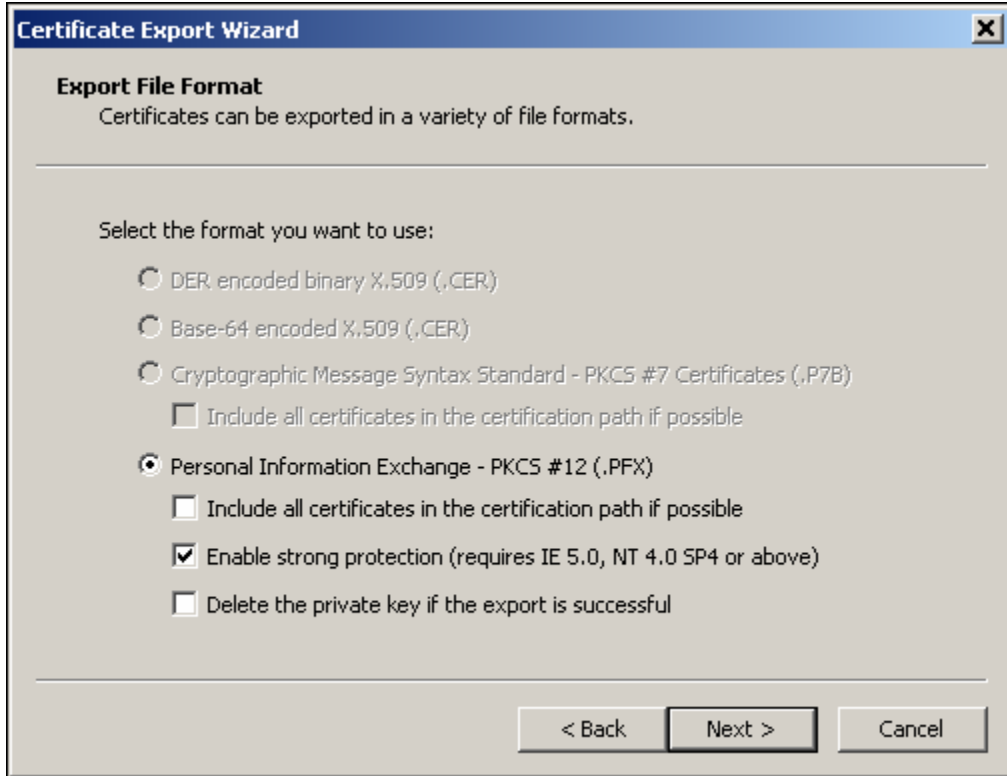 Certificate Export Wizard
Export File Format
Certificates can be exported in a variety of file formats.
Select the format you want to use:
DER encoded binary X.509 (.CER)
Base-64 encoded X.509 (.CER)
Cryptographic Message Syntax Standard - PKCS #7 Certificates (.P7B)
Include all certificates in the certification path if possible
Personal Information Exchange - PKCS #12 (.PFX)
Include all certificates in the certification path if possible
Enable strong protection (requires IE 5.0, NT 4.0 SP4 or above)
Delete the private key if the export is successful
< Back Next > Cancel